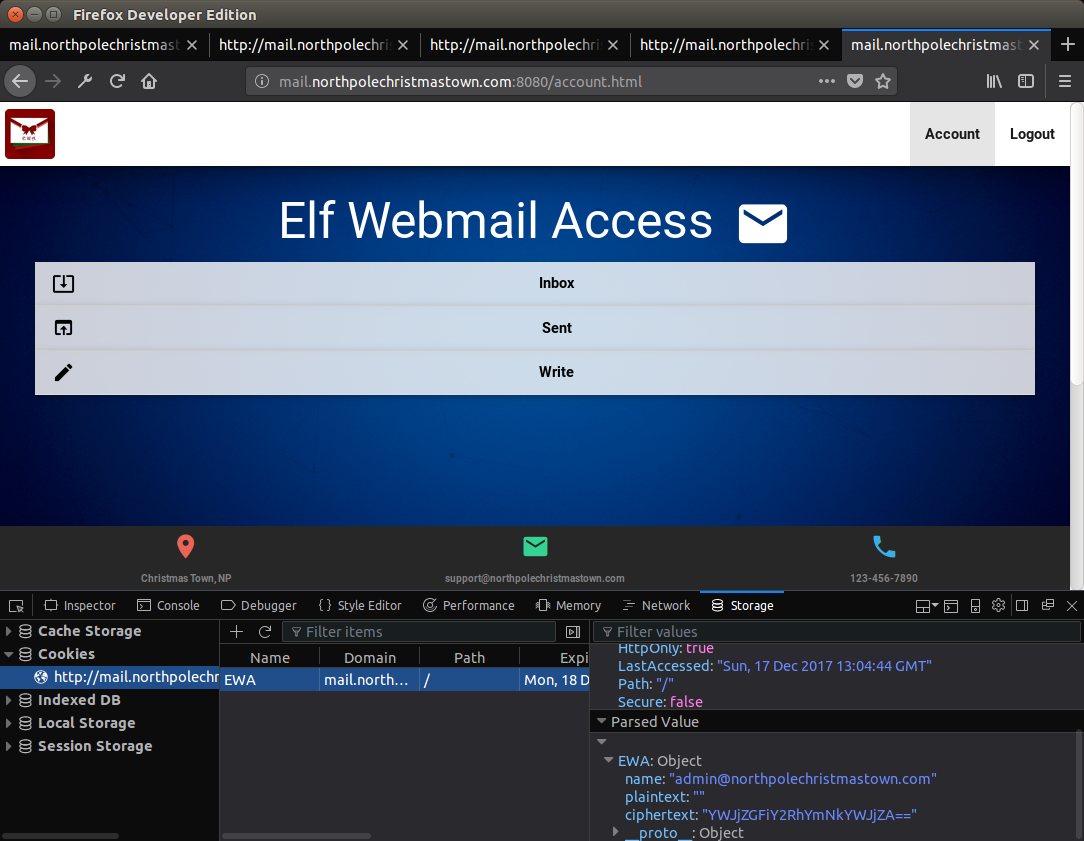 Firefox Developer Edition
mail.northpolechristmast
http://mail.northpolechri
http://mail.northpolechri
http://mail.northpolechri
mail.northpolechristmast
mail.northpolechristmastown.com:8080/account.html
Account Logout
Elf Webmail Access
Inbox
Sent
Write
Christmas Town, NP support@northpolechristmastown.com 123-456-7890
Inspector Console Debugger {} Style Editor Performance Memory Network Storage
Cache Storage
Cookies
http://mail.northpolechr
Indexed DB
Local Storage
Session Storage
Filter items
Name Domain Path Expi
EWA mail.north… / Mon, 18 D
Filter values
HttpOnly: true
LastAccessed: "Sun, 17 Dec 2017 13:04:44 GMT"
Path: "/"
Secure: false
Parsed Value
EWA: Object
name: "admin@northpolechristmastown.com"
plaintext: ""
ciphertext: "YWJjZGFiY2RhYmNkYWJjZA=="
__proto__: Object